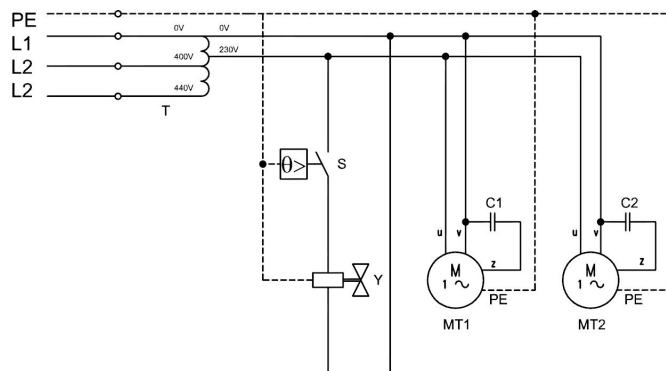 PE
L1 0V 0V
L2 400V 230V
L2 440V
T
θ> S
C1 C2
u v z u v z
M M
1 ~ 1 ~
Y
PE PE
MT1 MT2